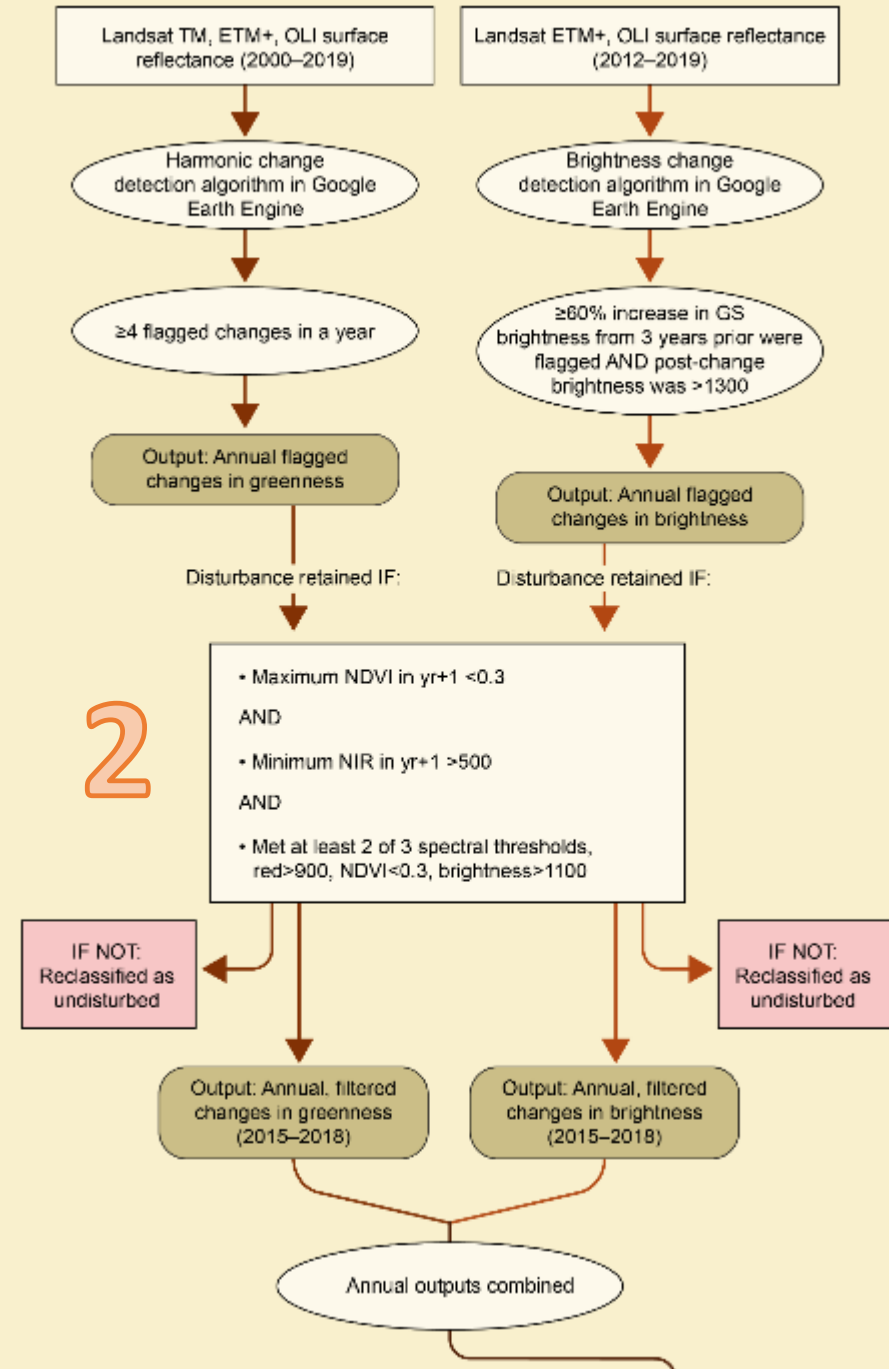 Landsat TM, ETM+, OLI surface
reflectance (2000–2019)
Landsat ETM+, OLI surface reflectance
(2012–2019)
Harmonic change
detection algorithm in Google
Earth Engine
Brightness change
detection algorithm in Google
Earth Engine
≥4 flagged changes in a year
≥60% increase in GS
brightness from 3 years prior were
flagged AND post-change
brightness was >1300
Output: Annual flagged
changes in greenness
Output: Annual flagged
changes in brightness
Disturbance retained IF:
Disturbance retained IF:
2
• Maximum NDVI in yr+1 <0.3
AND
• Minimum NIR in yr+1 >500
AND
• Met at least 2 of 3 spectral thresholds,
red>900, NDVI<0.3, brightness>1100
IF NOT:
Reclassified as
undisturbed
IF NOT:
Reclassified as
undisturbed
Output: Annual, filtered
changes in greenness
(2015–2018)
Output: Annual, filtered
changes in brightness
(2015–2018)
Annual outputs combined